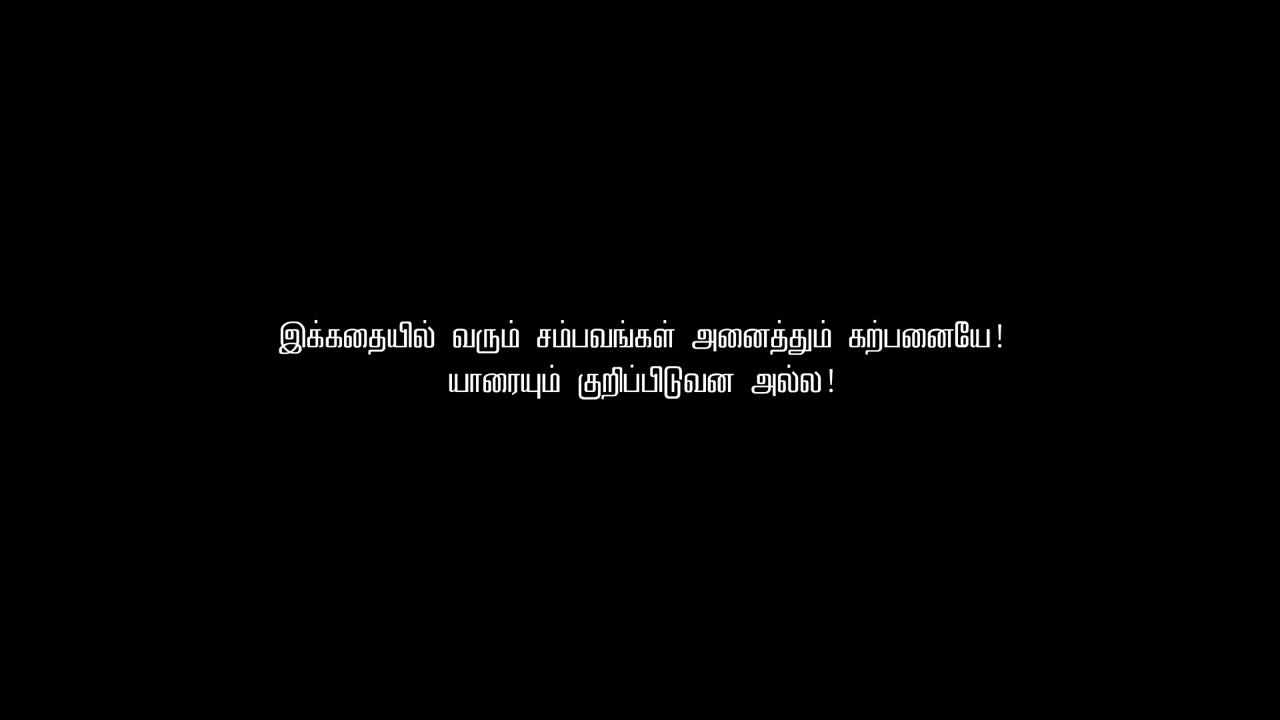 இக்கதையில் வரும் சம்பவங்கள் அனைத்தும் கற்பனையே!
யாரையும் குறிப்பிடுவன அல்ல!